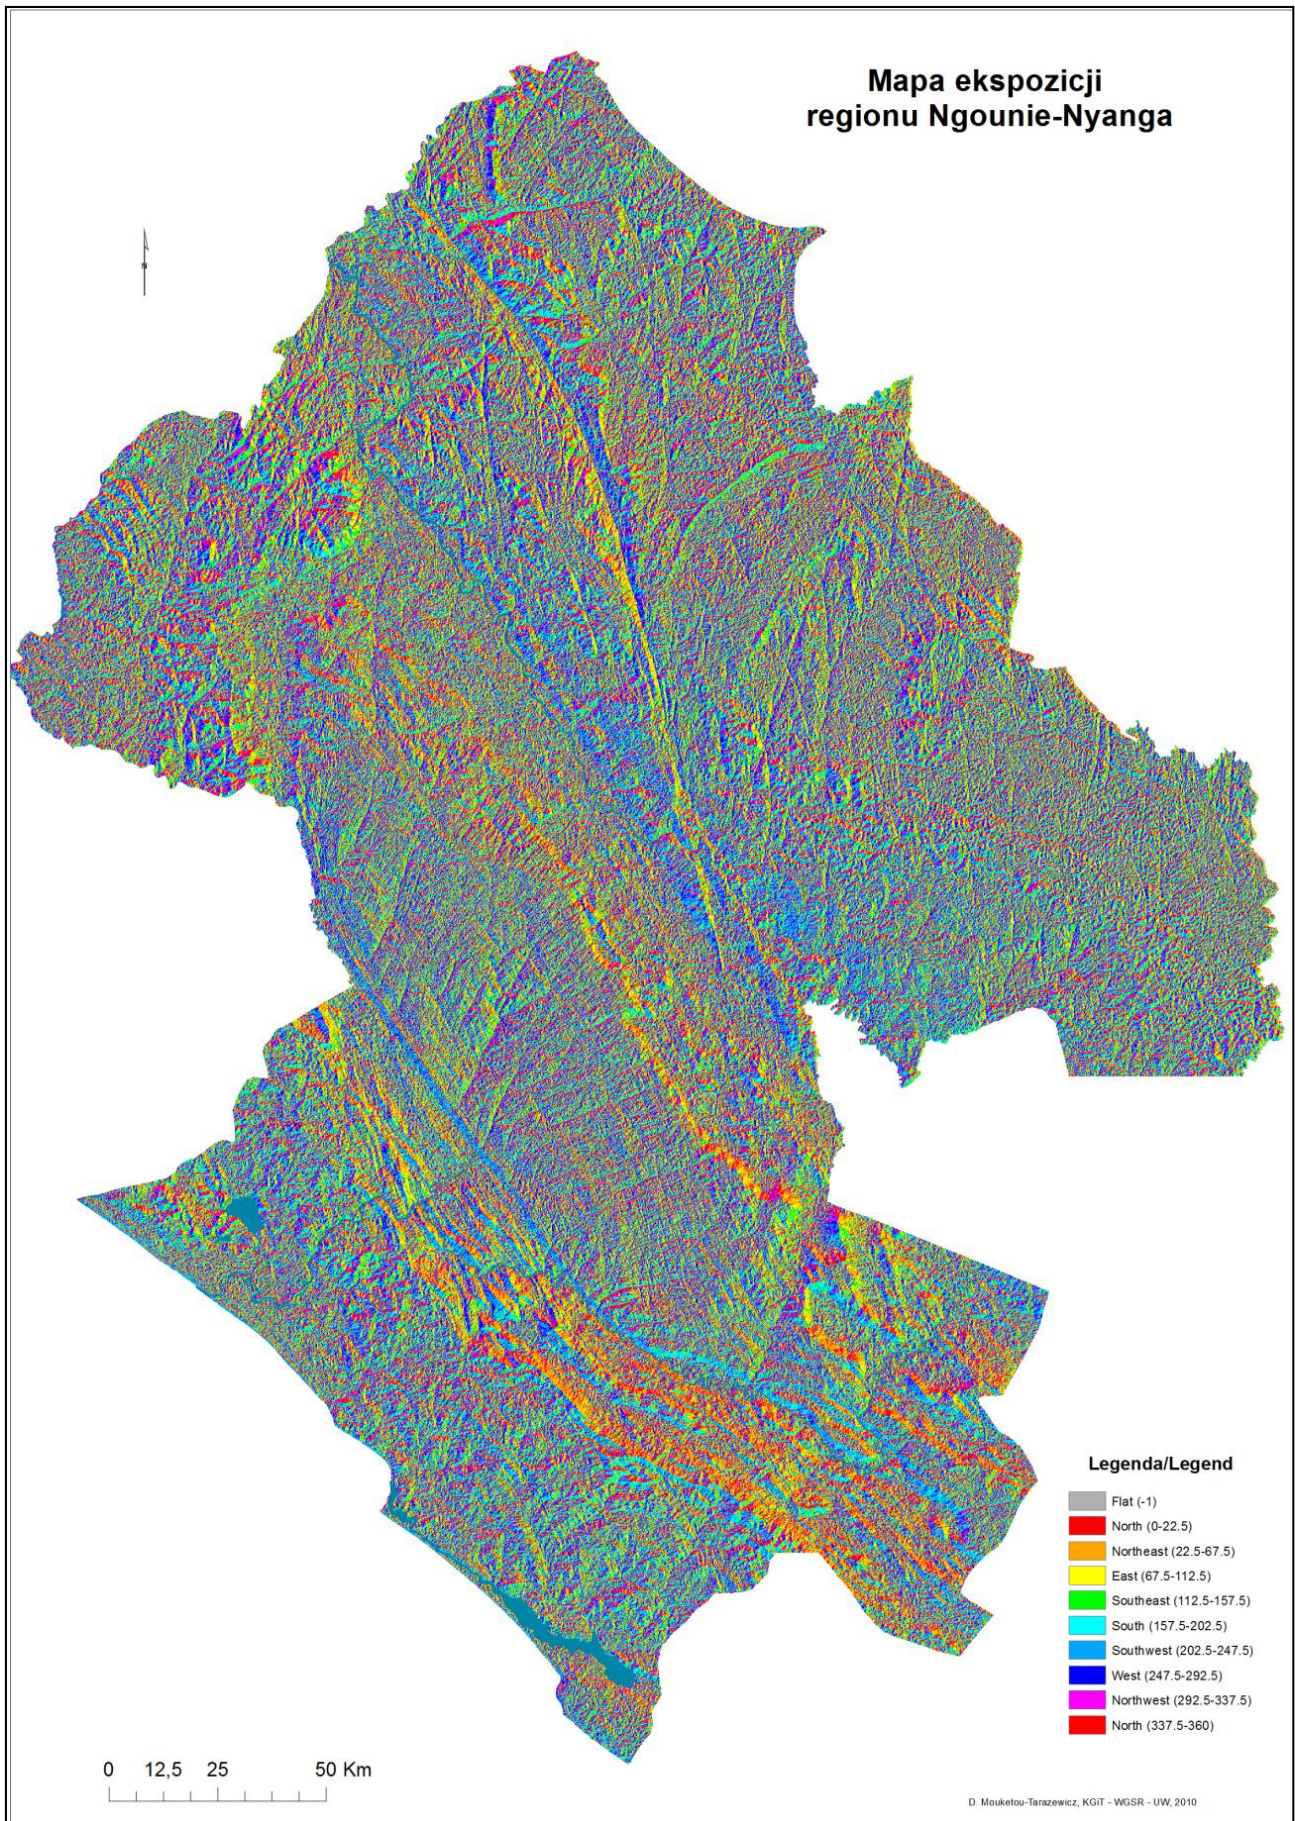 Mapa ekspozicji
regionu Ngounie-Nyanga
N
Legenda/Legend
Flat (-1)
North (0-22.5)
Northeast (22.5-67.5)
East (67.5-112.5)
Southeast (112.5-157.5)
South (157.5-202.5)
Southwest (202.5-247.5)
West (247.5-292.5)
Northwest (292.5-337.5)
North (337.5-360)
0 12,5 25 50 Km
D. Mouketou-Tarazewicz, KGiT - WGSR - UW, 2010